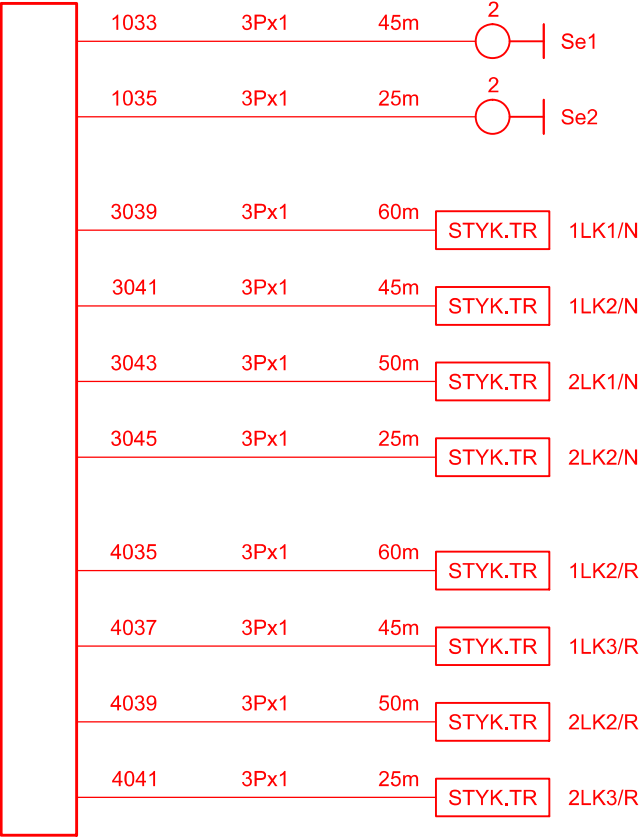 2
1033 3Px1 45m Se1
2
1035 3Px1 25m Se2
3039 3Px1 60m STYK.TR 1LK1/N
3041 3Px1 45m STYK.TR 1LK2/N
3043 3Px1 50m STYK.TR 2LK1/N
3045 3Px1 25m STYK.TR 2LK2/N
4035 3Px1 60m STYK.TR 1LK2/R
4037 3Px1 45m STYK.TR 1LK3/R
4039 3Px1 50m STYK.TR 2LK2/R
4041 3Px1 25m STYK.TR 2LK3/R